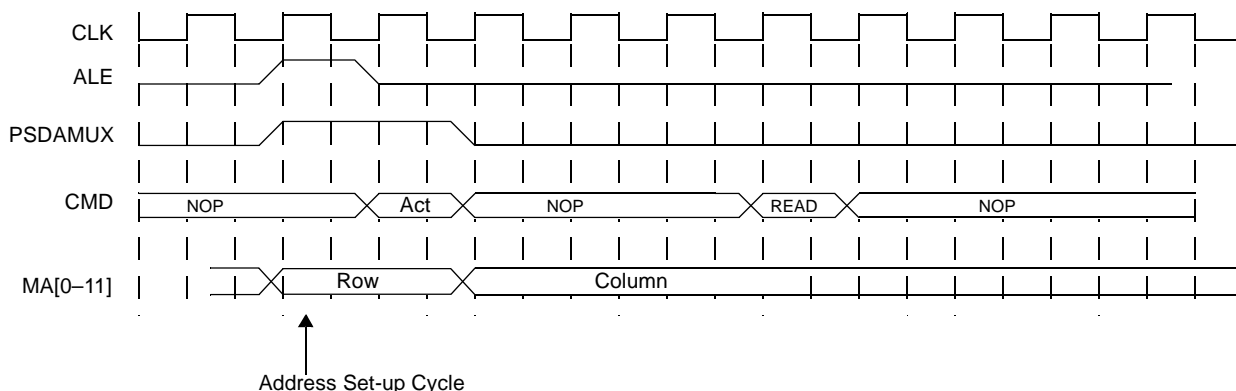 CLK
ALE
PSDAMUX
CMD NOP Act NOP READ NOP
MA[0–11] Row Column
Address Set-up Cycle